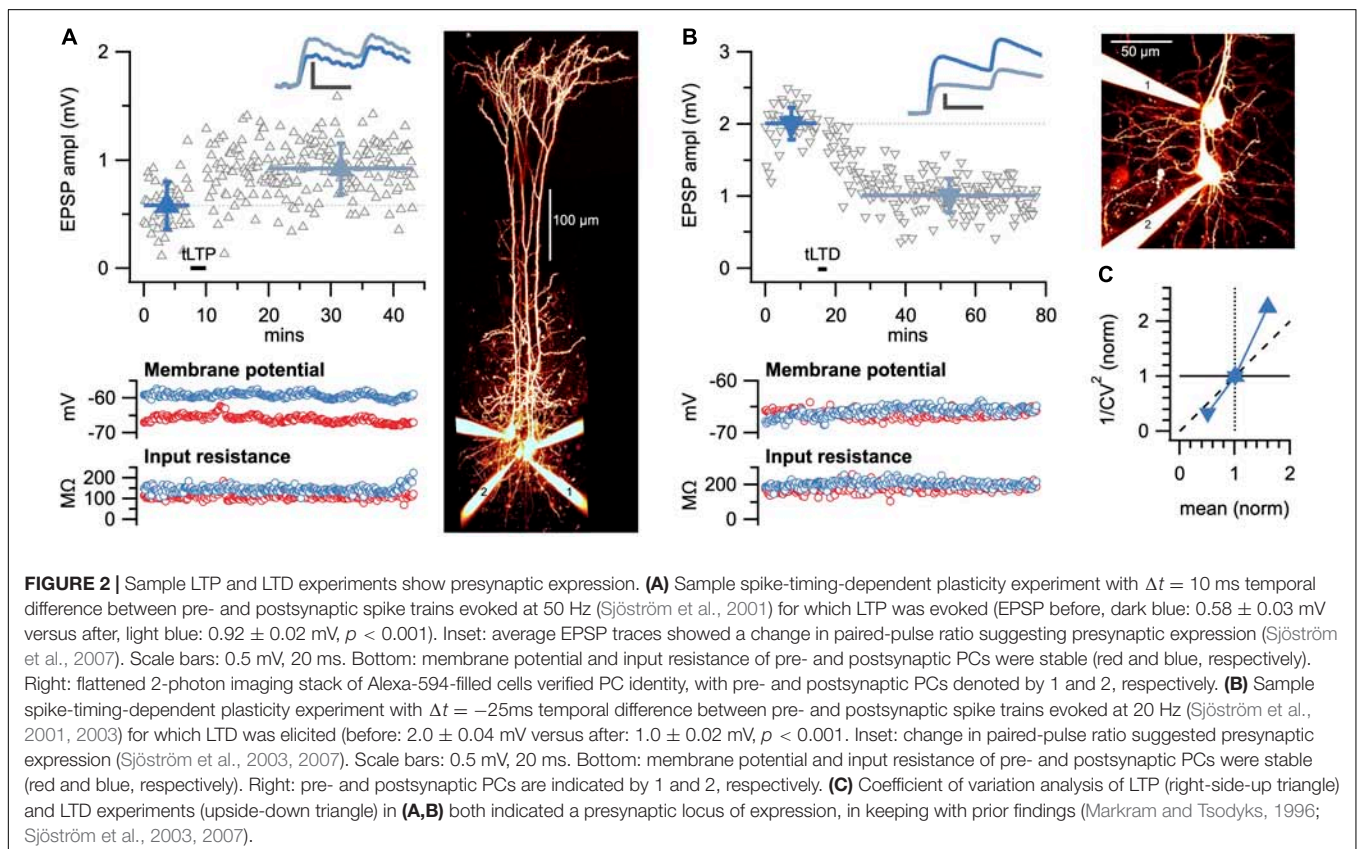 A
2
1
0
EPSP ampl (mV)
tLTP
0 10 20 30 40
mins
Membrane potential
-60
-70
mV
Input resistance
200
100
0
MΩ
100 µm
2
1
B
3
2
1
0
EPSP ampl (mV)
tLTD
0 20 40 60 80
mins
Membrane potential
-60
-70
mV
Input resistance
200
0
MΩ
50 µm
1
2
C
2
1
0
1/CV² (norm)
0 1 2
mean (norm)
FIGURE 2 | Sample LTP and LTD experiments show presynaptic expression. (A) Sample spike-timing-dependent plasticity experiment with Δt = 10 ms temporal
difference between pre- and postsynaptic spike trains evoked at 50 Hz (Sjöström et al., 2001) for which LTP was evoked (EPSP before, dark blue: 0.58 ± 0.03 mV
versus after, light blue: 0.92 ± 0.02 mV, p < 0.001). Inset: average EPSP traces showed a change in paired-pulse ratio suggesting presynaptic expression (Sjöström
et al., 2007). Scale bars: 0.5 mV, 20 ms. Bottom: membrane potential and input resistance of pre- and postsynaptic PCs were stable (red and blue, respectively).
Right: flattened 2-photon imaging stack of Alexa-594-filled cells verified PC identity, with pre- and postsynaptic PCs denoted by 1 and 2, respectively. (B) Sample
spike-timing-dependent plasticity experiment with Δt = −25ms temporal difference between pre- and postsynaptic spike trains evoked at 20 Hz (Sjöström et al.,
2001, 2003) for which LTD was elicited (before: 2.0 ± 0.04 mV versus after: 1.0 ± 0.02 mV, p < 0.001. Inset: change in paired-pulse ratio suggested presynaptic
expression (Sjöström et al., 2003, 2007). Scale bars: 0.5 mV, 20 ms. Bottom: membrane potential and input resistance of pre- and postsynaptic PCs were stable
(red and blue, respectively). Right: pre- and postsynaptic PCs are indicated by 1 and 2, respectively. (C) Coefficient of variation analysis of LTP (right-side-up triangle)
and LTD experiments (upside-down triangle) in (A,B) both indicated a presynaptic locus of expression, in keeping with prior findings (Markram and Tsodyks, 1996;
Sjöström et al., 2003, 2007).